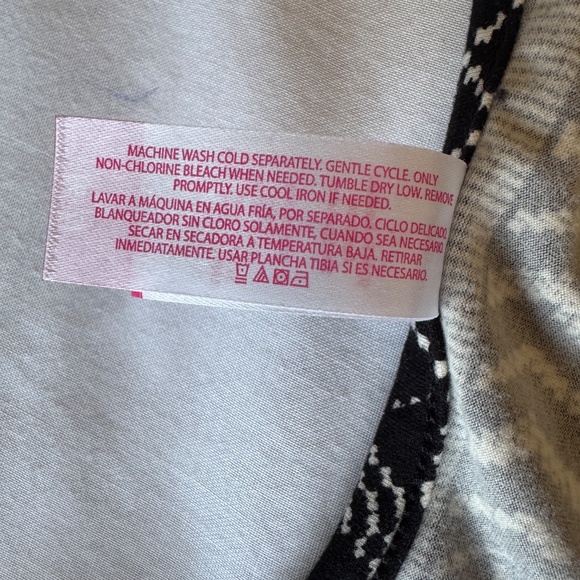 MACHINE WASH COLD SEPARATELY. GENTLE CYCLE. ONLY
NON-CHLORINE BLEACH WHEN NEEDED. TUMBLE DRY LOW. REMOVE
PROMPTLY. USE COOL IRON IF NEEDED.
LAVAR A MÁQUINA EN AGUA FRÍA, POR SEPARADO. CICLO DELICADO.
BLANQUEADOR SIN CLORO SOLAMENTE, CUANDO SEA NECESARIO.
SECAR EN SECADORA A TEMPERATURA BAJA. RETIRAR
INMEDIATAMENTE. USAR PLANCHA TIBIA SI ES NECESARIO.